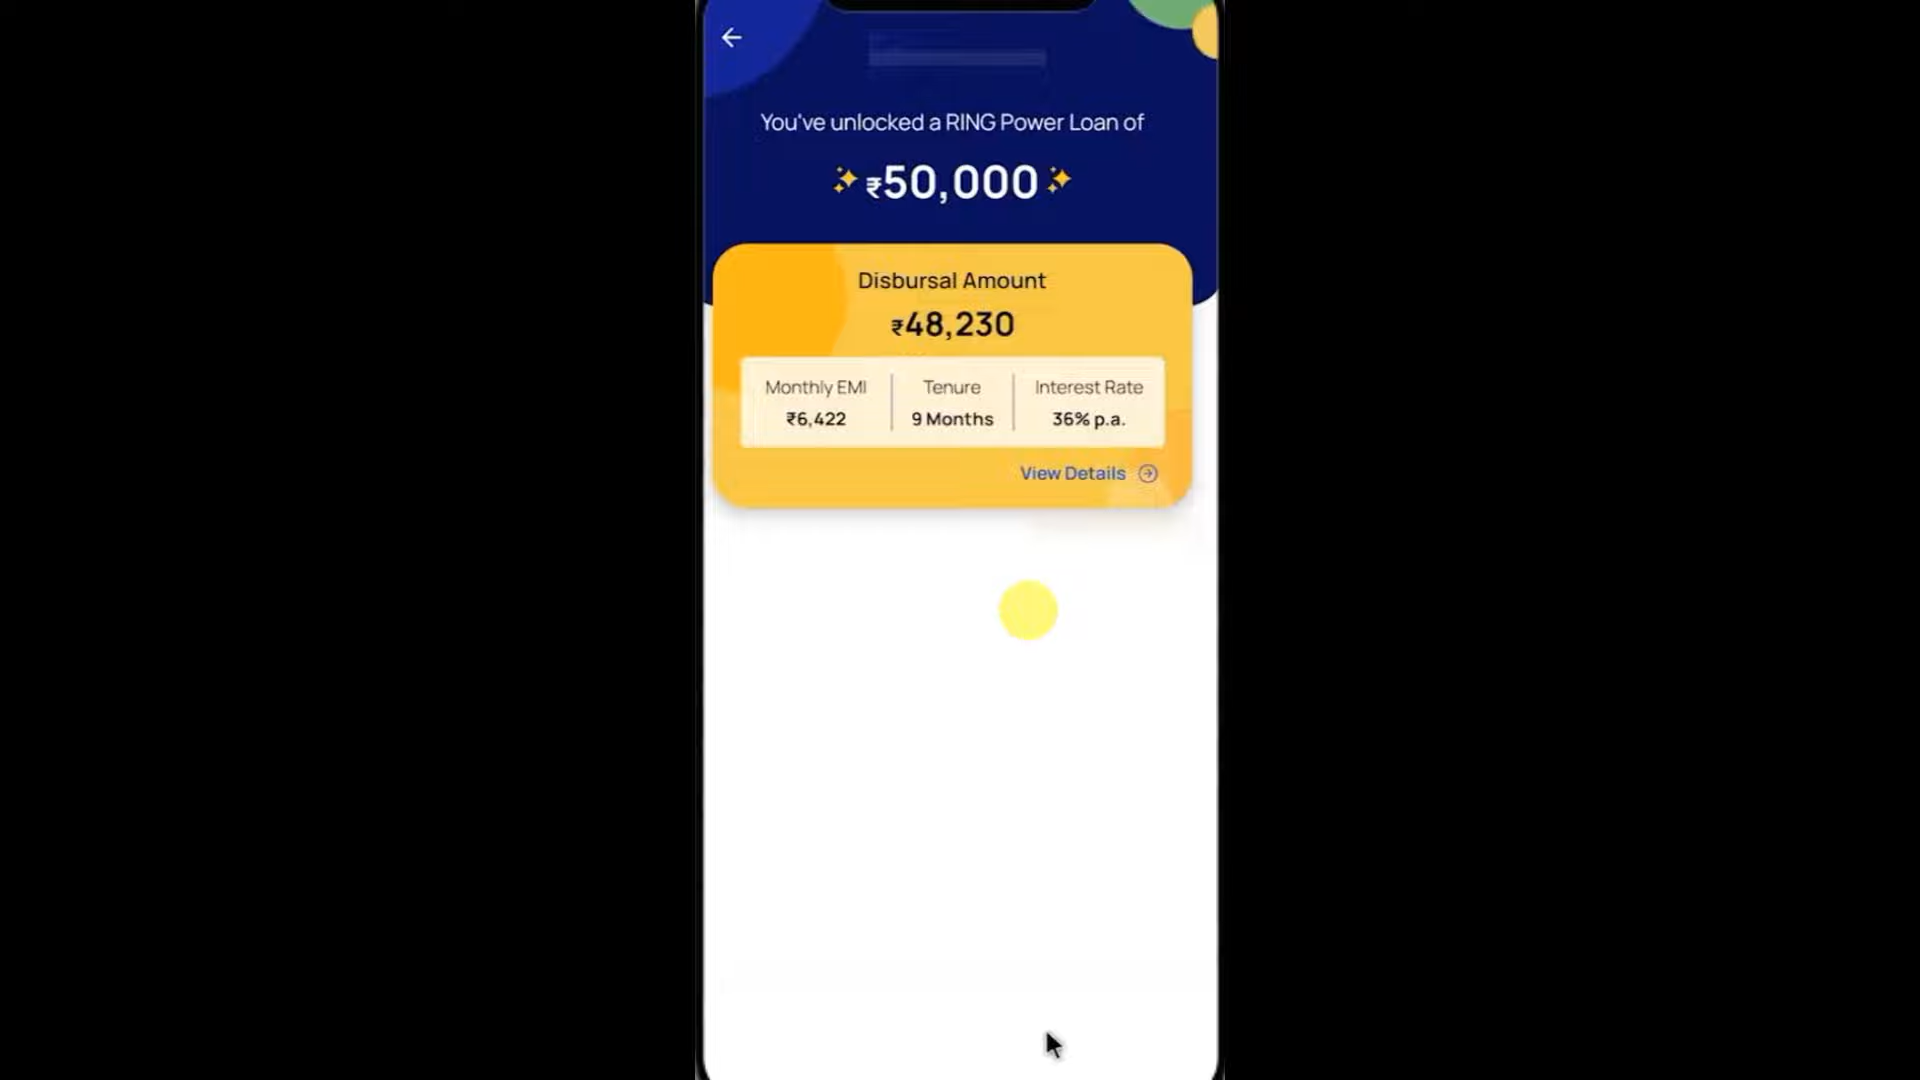 You've unlocked a RING Power Loan of
₹50,000
Disbursal Amount
₹48,230
Monthly EMI
₹6,422
Tenure
9 Months
Interest Rate
36% p.a.
View Details